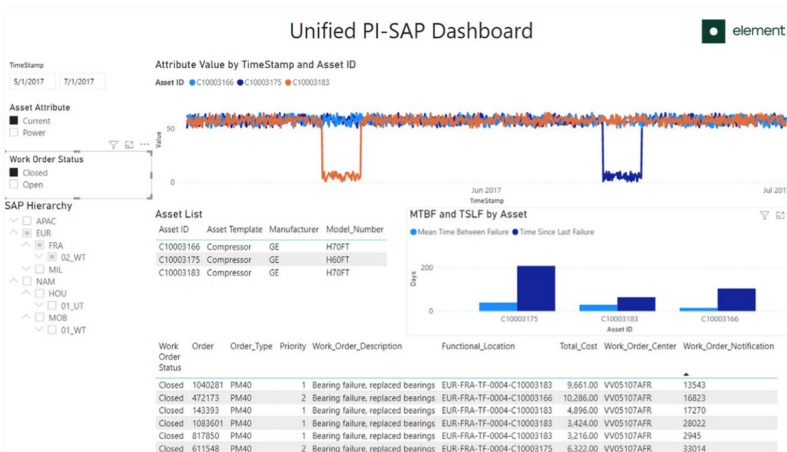 Unified PI-SAP Dashboard
element
TimeStamp
5/1/2017 7/1/2017
Asset Attribute
Current
Power
Work Order Status
Closed
Open
SAP Hierarchy
APAC
EUR
FRA
02_WT
MIL
NAM
HOU
01_UT
MOB
01_WT
Attribute Value by TimeStamp and Asset ID
Asset ID C10003166 C10003175 C10003183
Value
50
0
Jun 2017
Jul 201
TimeStamp
Asset List
Asset ID Asset Template Manufacturer Model_Number
C10003166 Compressor GE H70FT
C10003175 Compressor GE H60FT
C10003183 Compressor GE H70FT
MTBF and TSLF by Asset
Mean Time Between Failure Time Since Last Failure
Days
200
0
C10003175 C10003183 C10003166
Asset ID
Work Order Order_Type Priority Work_Order_Description Functional_Location Total_Cost Work_Order_Center Work_Order_Notification
Order
Status
Closed 1040281 PM40 1 Bearing failure, replaced bearings EUR-FRA-TF-0004-C10003183 9,661.00 VV05107AFR 13543
Closed 472173 PM40 2 Bearing failure, replaced bearings EUR-FRA-TF-0004-C10003166 10,286.00 VV05107AFR 16823
Closed 143393 PM40 1 Bearing failure, replaced bearings EUR-FRA-TF-0004-C10003183 4,896.00 VV05107AFR 17270
Closed 1083601 PM40 1 Bearing failure, replaced bearings EUR-FRA-TF-0004-C10003183 3,424.00 VV05107AFR 28022
Closed 817850 PM40 1 Bearing failure, replaced bearings EUR-FRA-TF-0004-C10003183 3,216.00 VV05107AFR 2945
Closed 611548 PM40 2 Bearing failure, replaced bearings EUR-FRA-TF-0004-C10003175 6,322.00 VV05107AFR 33014